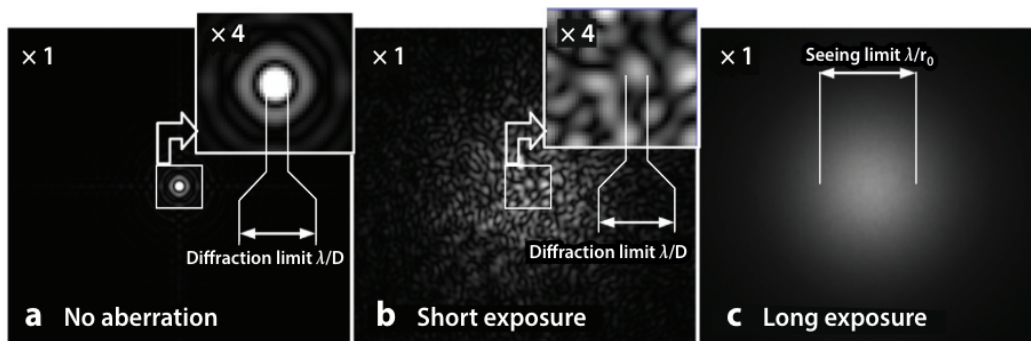 × 1
× 4
Diffraction limit λ/D
a No aberration
× 1
× 4
Diffraction limit λ/D
b Short exposure
× 1
Seeing limit λ/r₀
c Long exposure